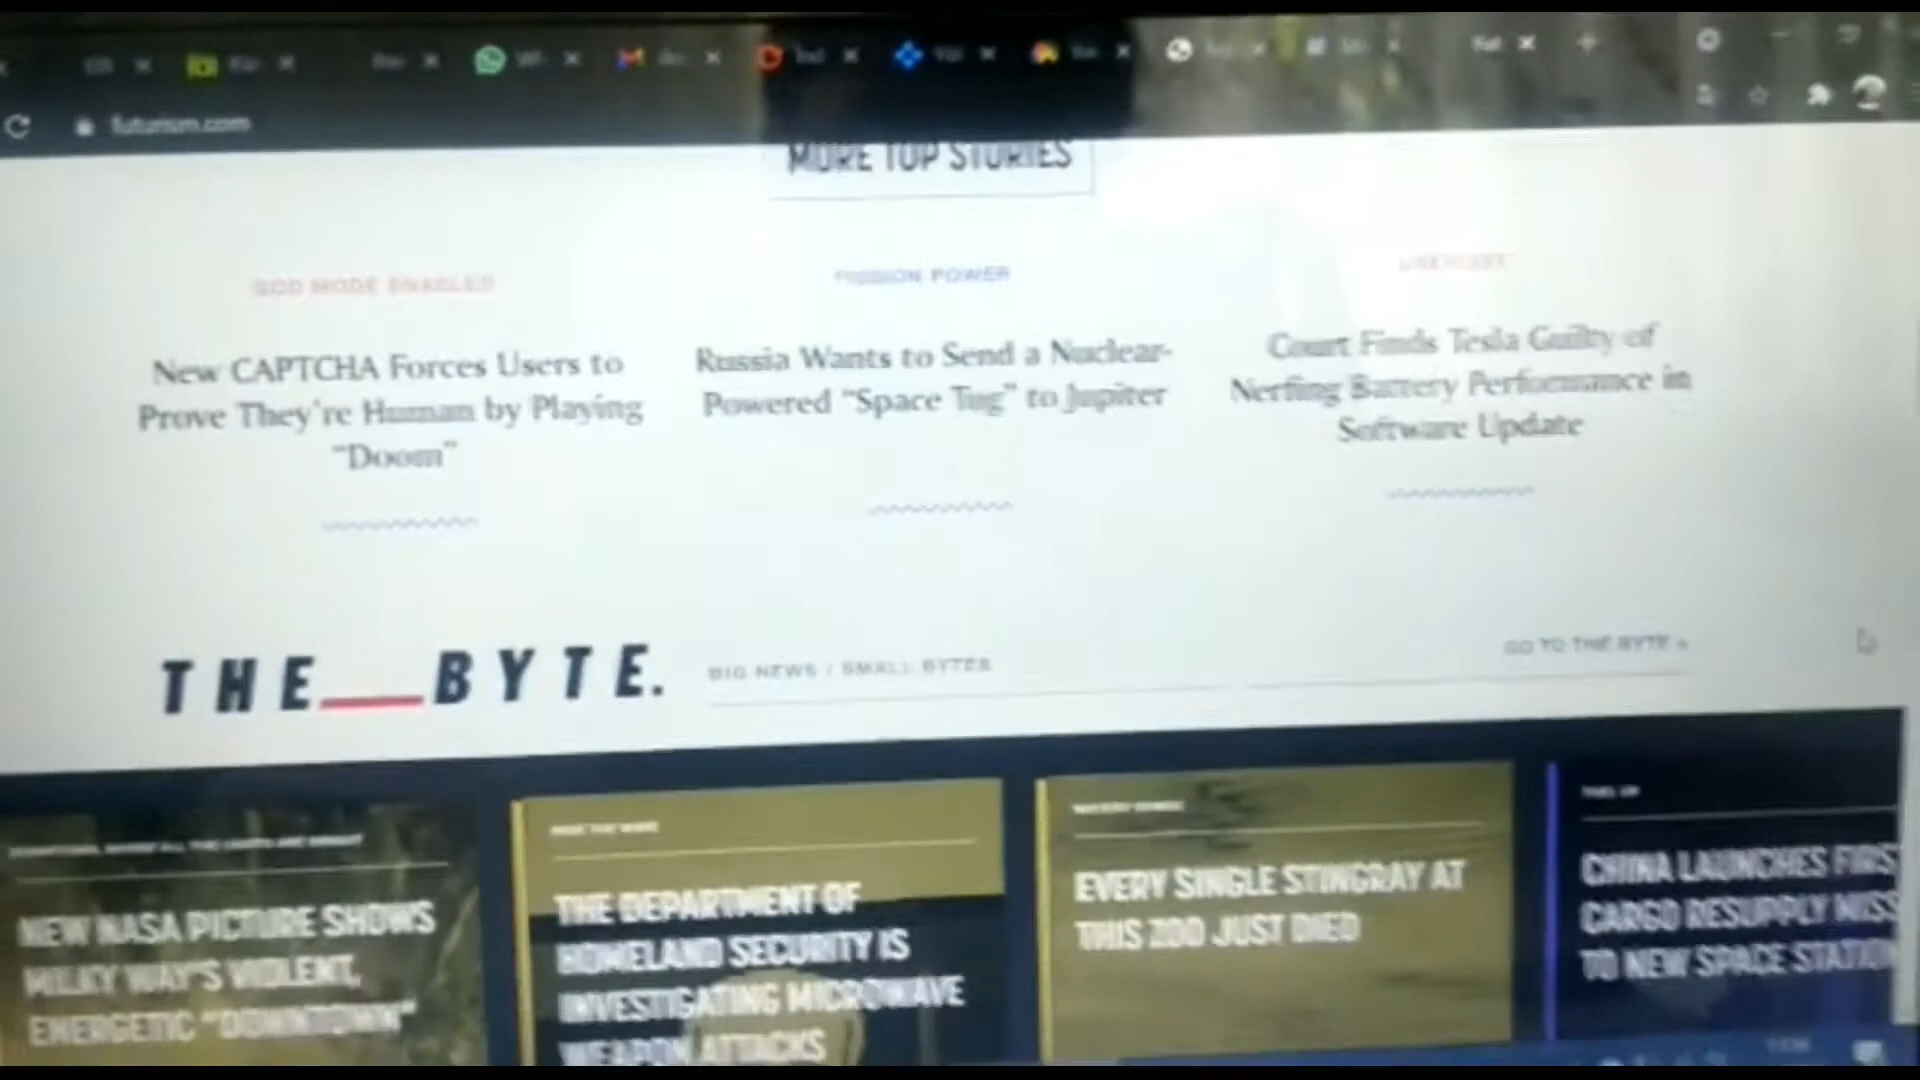 futurism.com
MORE TOP STORIES
GOD MODE ENABLED
New CAPTCHA Forces Users to
Prove They're Human by Playing
"Doom"
MISSION POWER
Russia Wants to Send a Nuclear-
Powered "Space Tug" to Jupiter
Court Finds Tesla Guilty of
Nerfing Battery Performance in
Software Update
THE__BYTE.
BIG NEWS / SMALL BYTES
GO TO THE BYTE »
NEW NASA PICTURE SHOWS
MILKY WAY'S VIOLENT,
ENERGETIC "DOWNTOWN"
THE DEPARTMENT OF
HOMELAND SECURITY IS
INVESTIGATING MICROWAVE
WEAPON ATTACKS
EVERY SINGLE STINGRAY AT
THIS ZOO JUST DIED
CHINA LAUNCHES FIRS
CARGO RESUPPLY MISS
TO NEW SPACE STATION